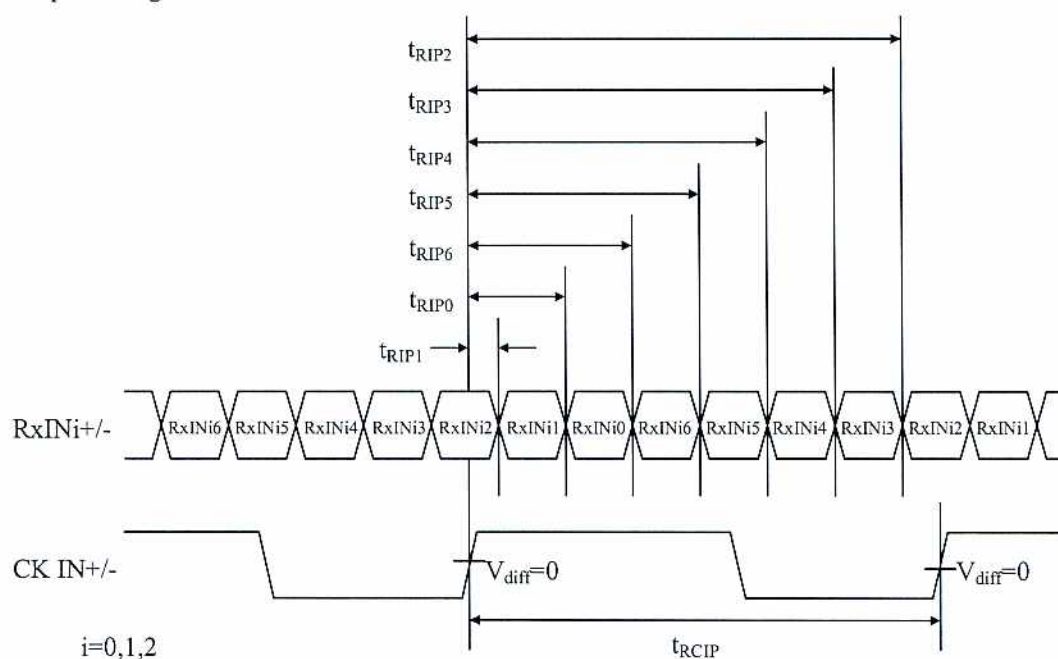 tRIP2
tRIP3
tRIP4
tRIP5
tRIP6
tRIP0
tRIP1
RxINi+/-
RxINi6 RxINi5 RxINi4 RxINi3 RxINi2 RxINi1 RxINi0 RxINi6 RxINi5 RxINi4 RxINi3 RxINi2 RxINi1
CK IN+/-
Vdiff=0 Vdiff=0
tRCIP
i=0,1,2